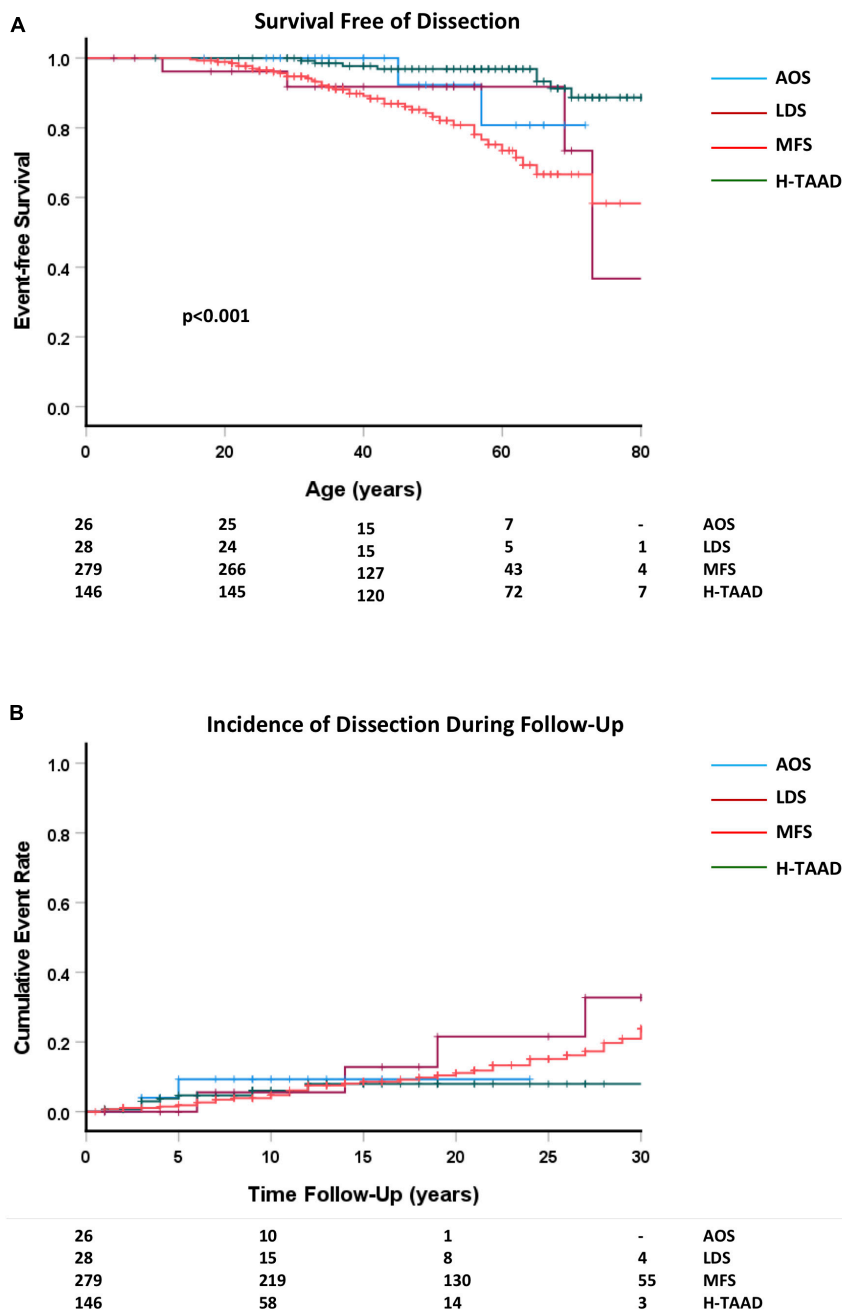 A
Survival Free of Dissection
1.0
0.8
0.6
0.4
0.2
0.0
Event-free Survival
p<0.001
0 20 40 60 80
Age (years)
AOS
LDS
MFS
H-TAAD
26 25 15 7 - AOS
28 24 15 5 1 LDS
279 266 127 43 4 MFS
146 145 120 72 7 H-TAAD
B
Incidence of Dissection During Follow-Up
1.0
0.8
0.6
0.4
0.2
0.0
Cumulative Event Rate
0 5 10 15 20 25 30
Time Follow-Up (years)
AOS
LDS
MFS
H-TAAD
26 10 1 - AOS
28 15 8 4 LDS
279 219 130 55 MFS
146 58 14 3 H-TAAD